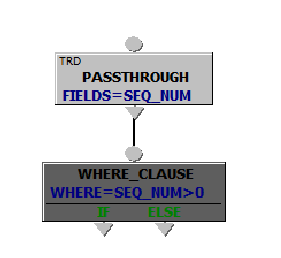 TRD
PASSTHROUGH
FIELDS=SEQ_NUM
WHERE_CLAUSE
WHERE=SEQ_NUM>0
IF ELSE